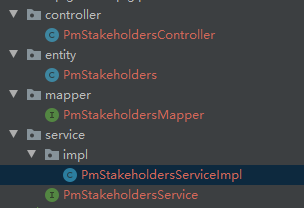 controller
PmStakeholdersController
entity
PmStakeholders
mapper
PmStakeholdersMapper
service
impl
PmStakeholdersServiceImpl
PmStakeholdersService